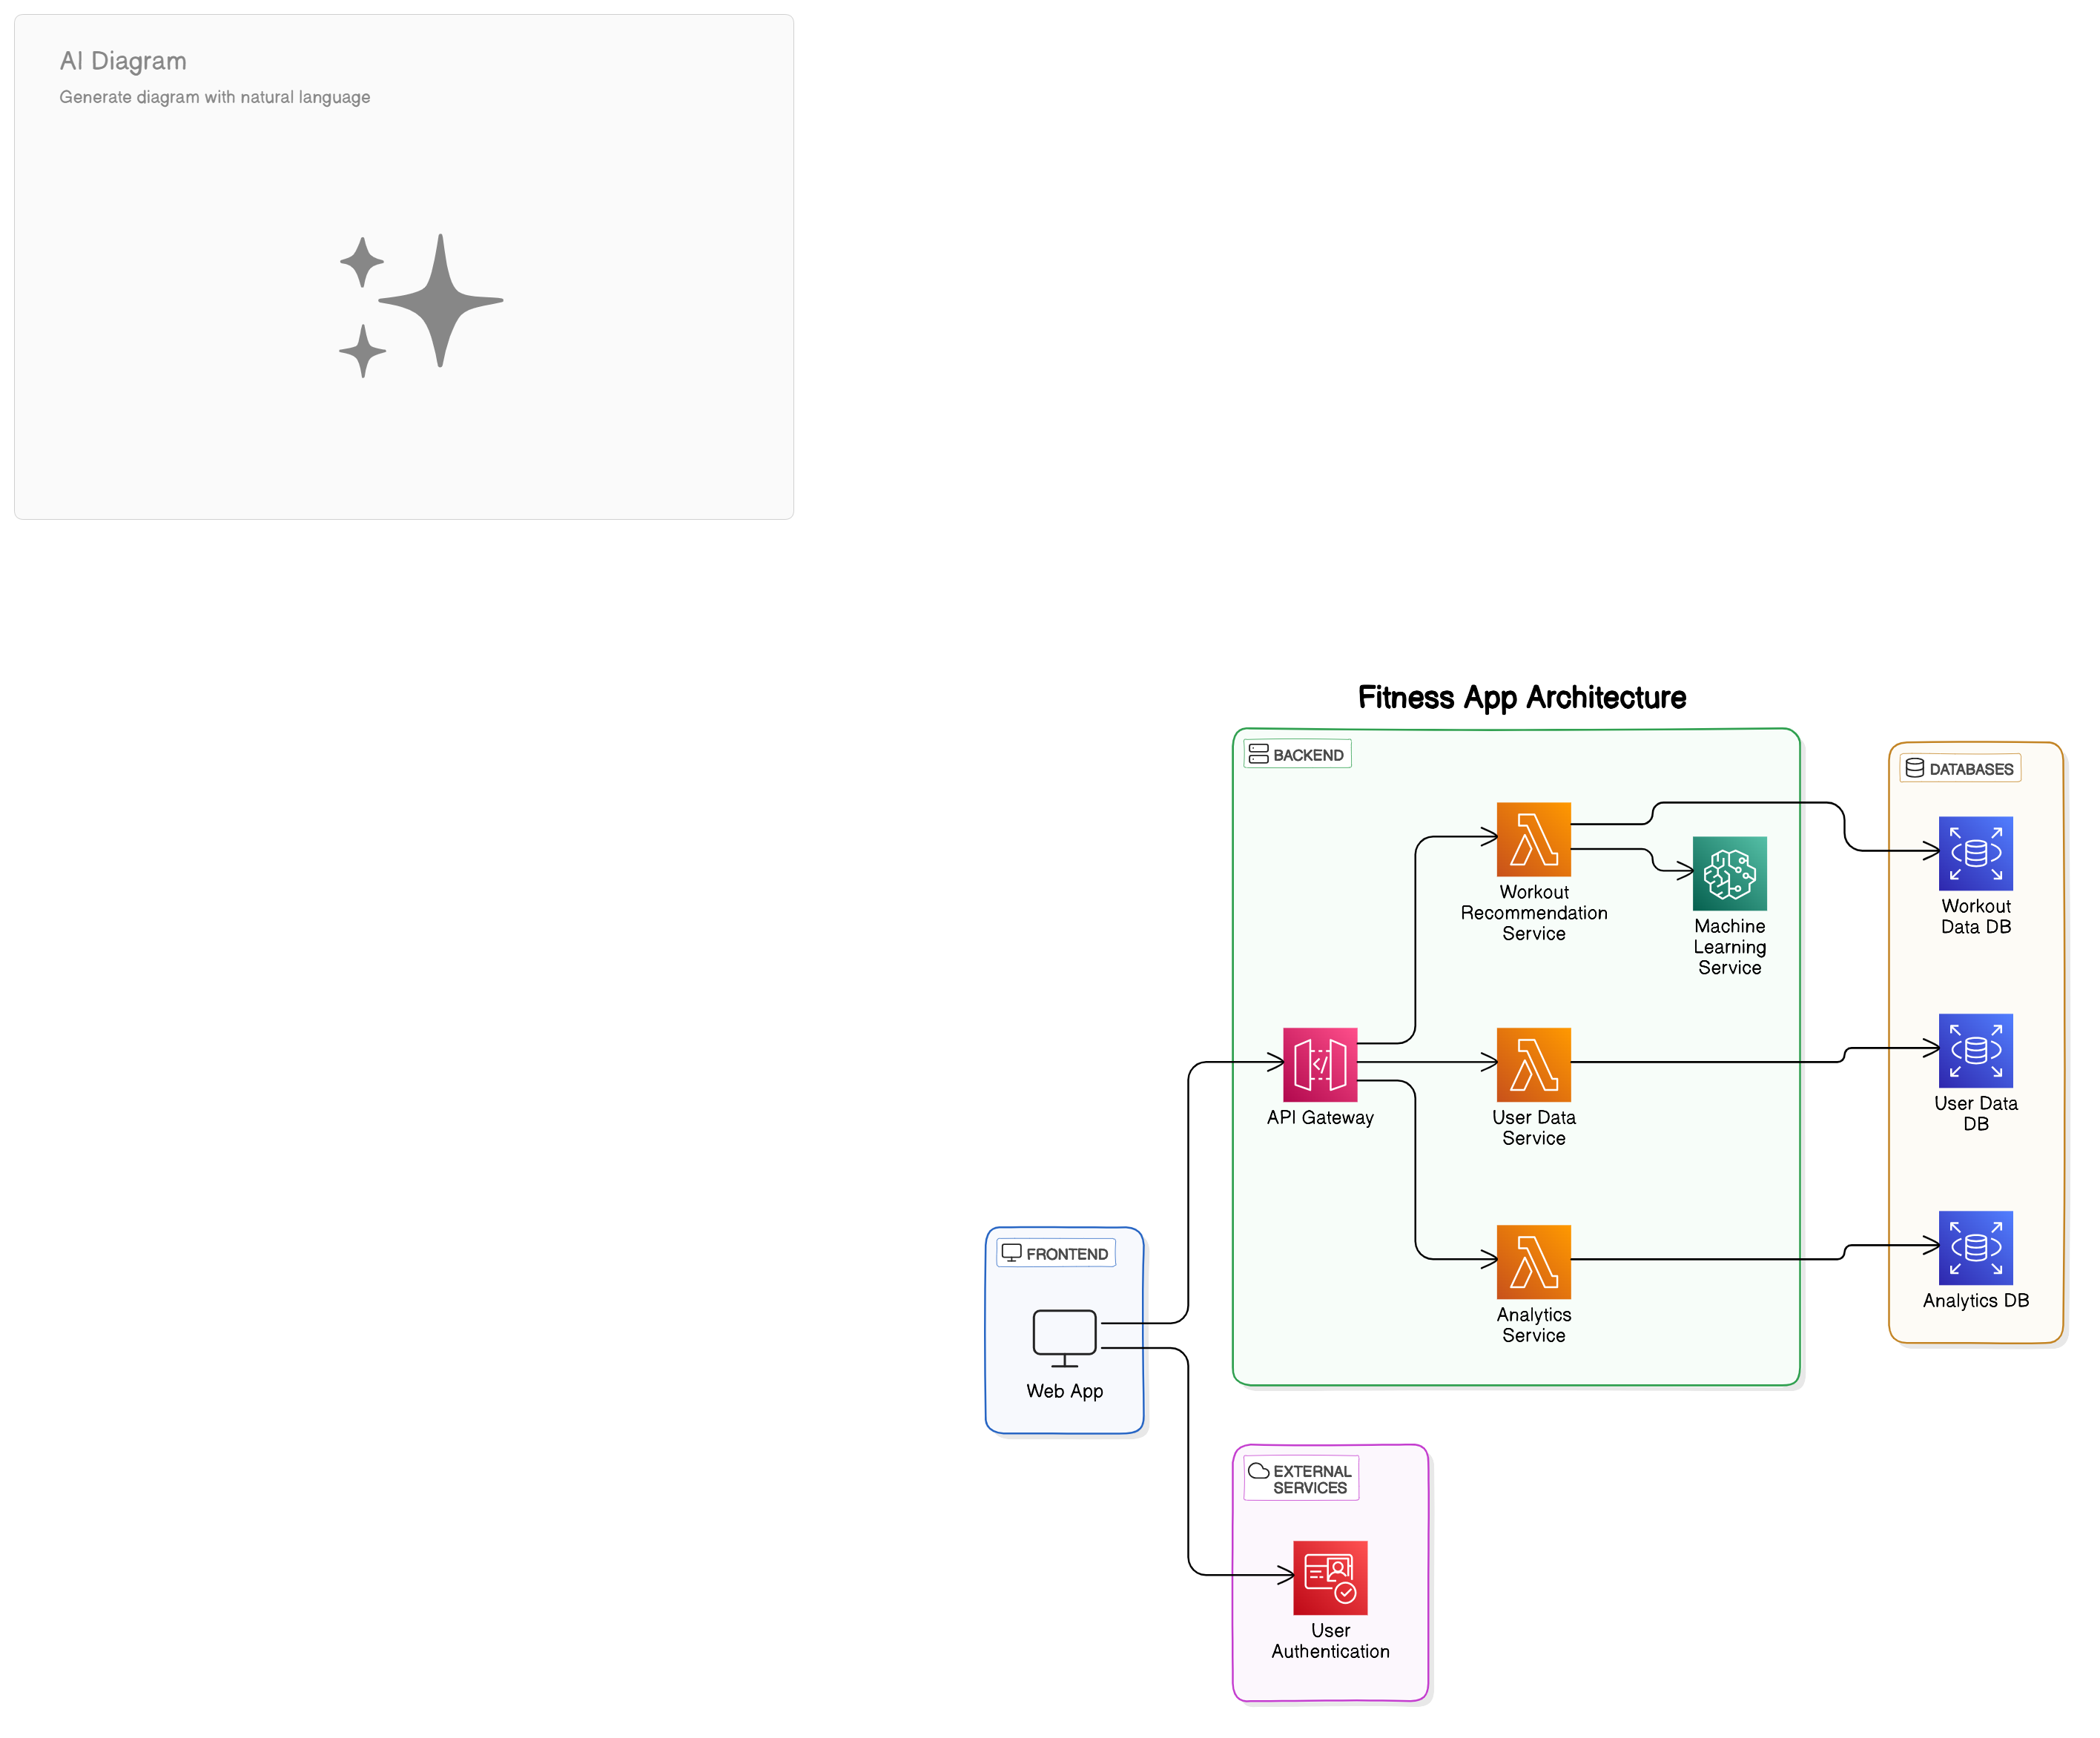 AI Diagram
Generate diagram with natural language
Fitness App Architecture
BACKEND
DATABASES
Workout
Recommendation
Service
Machine
Learning
Service
Workout
Data DB
API Gateway
User Data
Service
User Data
DB
Analytics
Service
Analytics DB
FRONTEND
Web App
EXTERNAL
SERVICES
User
Authentication